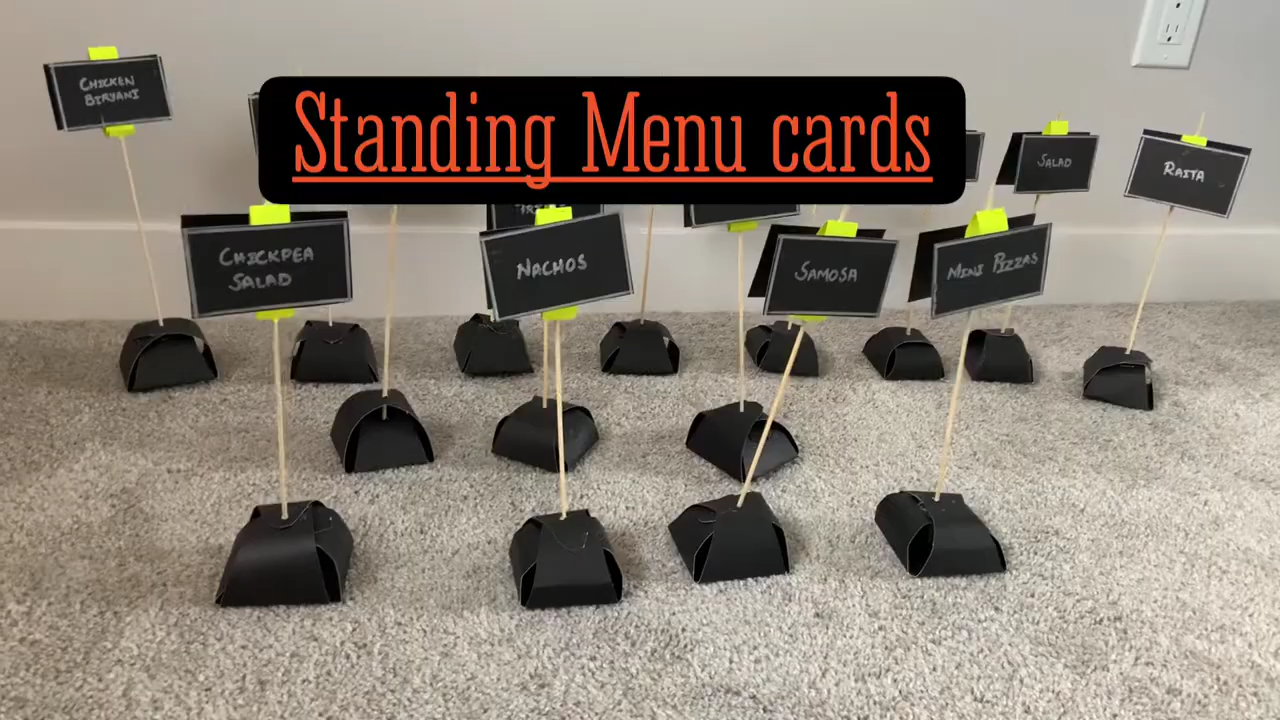 Standing Menu cards
CHICKEN
BIRYANI
SALAD
RAITA
CHICKPEA
SALAD
NACHOS
SAMOSA
MINI PIZZAS